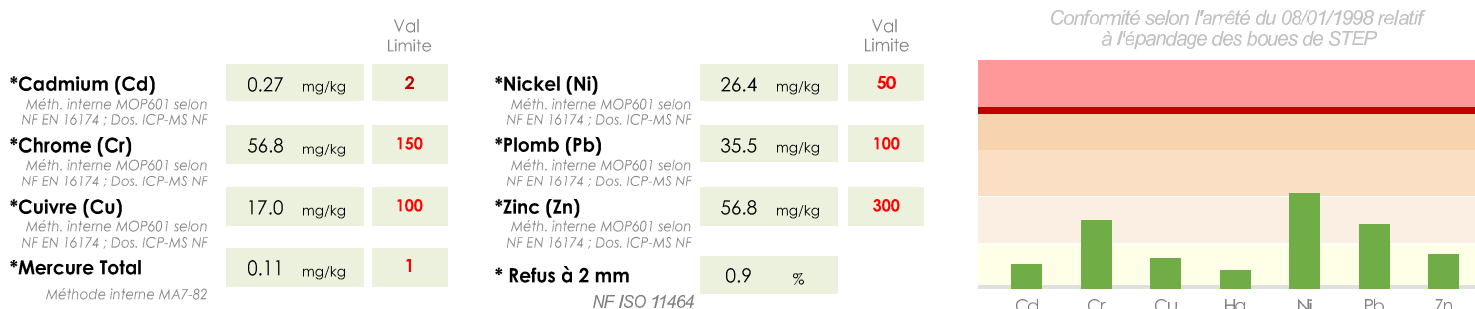 Val
Limite
*Cadmium (Cd) 0.27 mg/kg 2
Méth. interne MOP601 selon
NF EN 16174 ; Dos. ICP-MS NF
*Chrome (Cr) 56.8 mg/kg 150
Méth. interne MOP601 selon
NF EN 16174 ; Dos. ICP-MS NF
*Cuivre (Cu) 17.0 mg/kg 100
Méth. interne MOP601 selon
NF EN 16174 ; Dos. ICP-MS NF
*Mercure Total 0.11 mg/kg 1
Méthode interne MA7-82
Val
Limite
*Nickel (Ni) 26.4 mg/kg 50
Méth. interne MOP601 selon
NF EN 16174 ; Dos. ICP-MS NF
*Plomb (Pb) 35.5 mg/kg 100
Méth. interne MOP601 selon
NF EN 16174 ; Dos. ICP-MS NF
*Zinc (Zn) 56.8 mg/kg 300
Méth. interne MOP601 selon
NF EN 16174 ; Dos. ICP-MS NF
* Refus à 2 mm 0.9 %
NF ISO 11464
Conformité selon l'arrêté du 08/01/1998 relatif
à l'épandage des boues de STEP
Cd Cr Cu Hg Ni Pb Zn